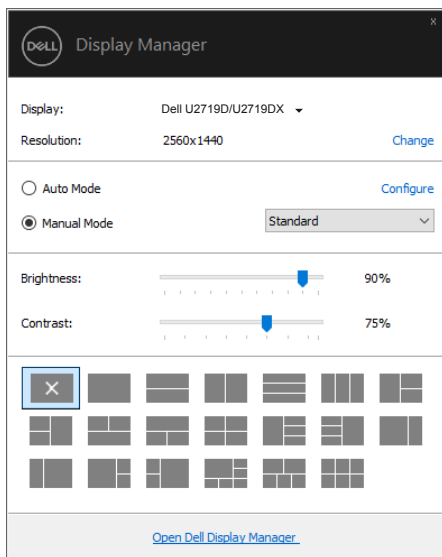 x
DELL Display Manager
Display: Dell U2719D/U2719DX
Resolution: 2560x1440 Change
Auto Mode Configure
Manual Mode Standard
Brightness: 90%
Contrast: 75%
Open Dell Display Manager